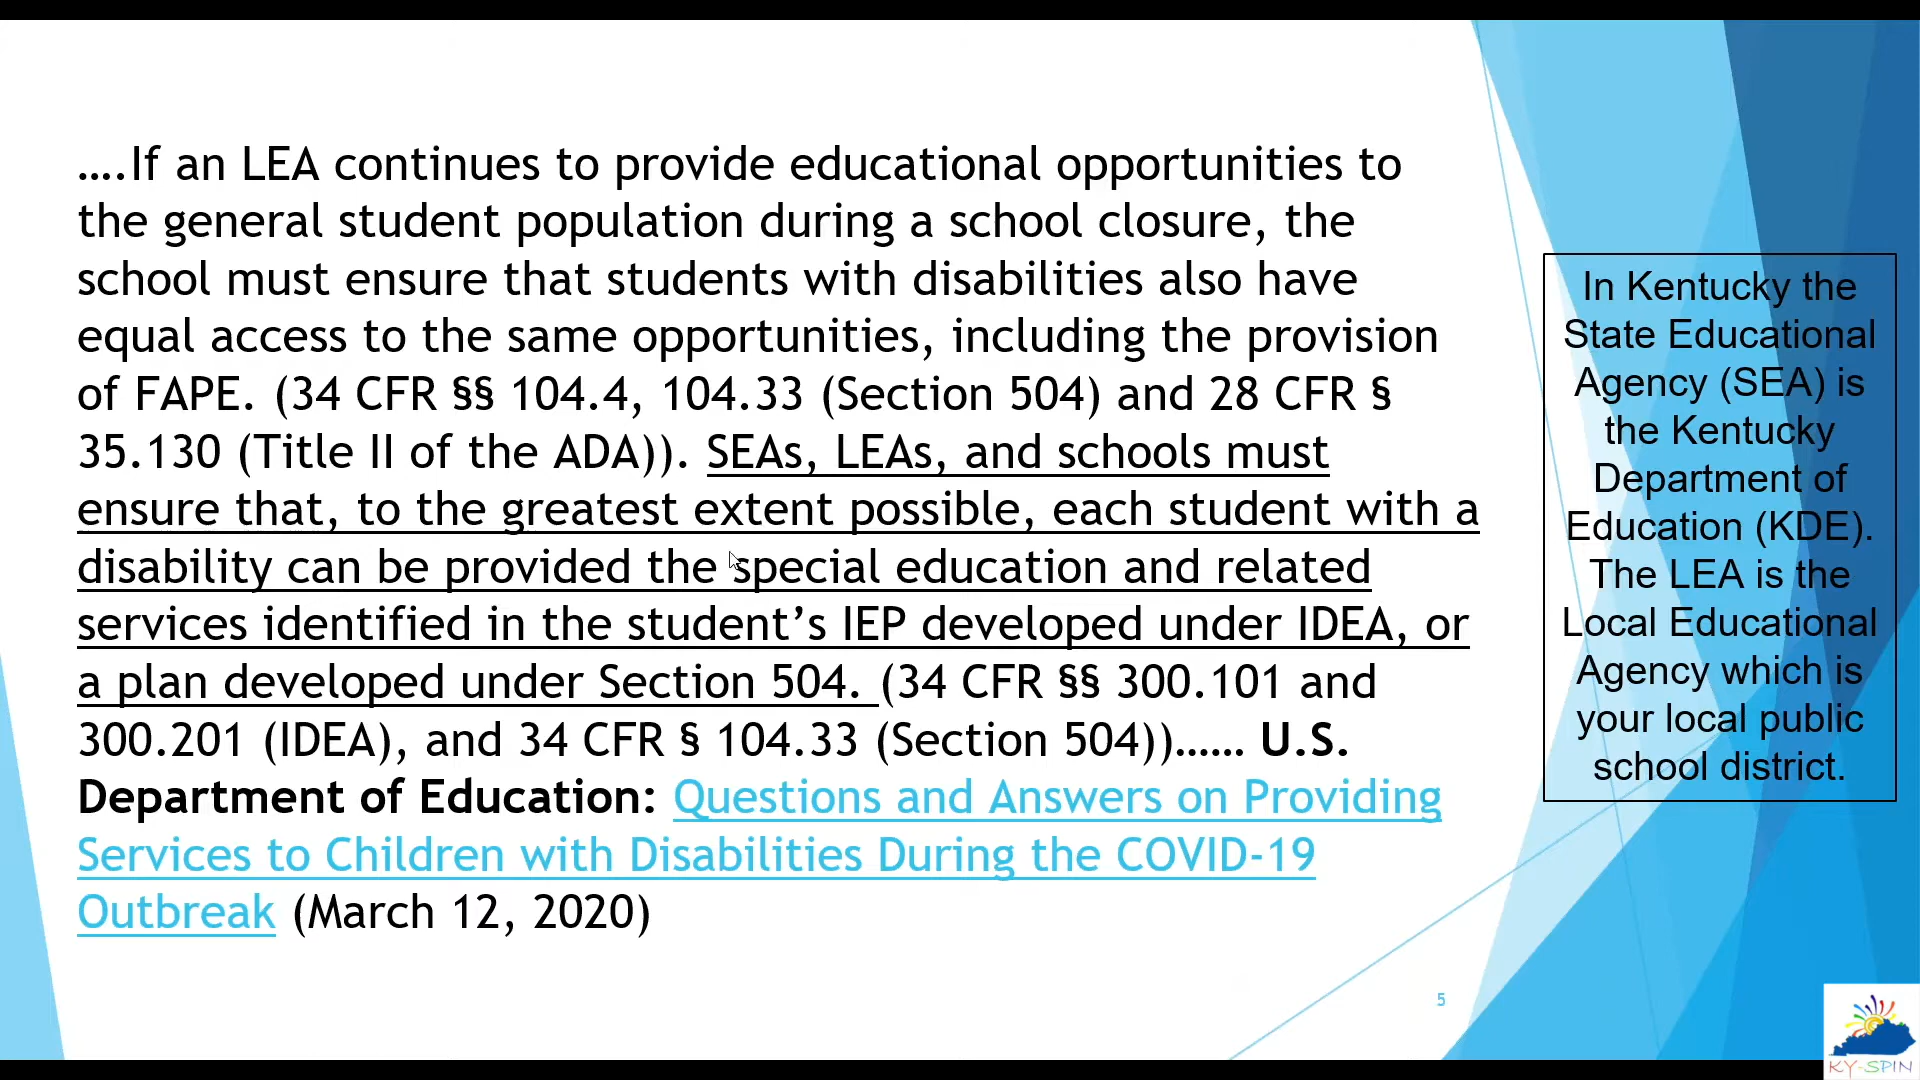 ….If an LEA continues to provide educational opportunities to
the general student population during a school closure, the
school must ensure that students with disabilities also have
equal access to the same opportunities, including the provision
of FAPE. (34 CFR §§ 104.4, 104.33 (Section 504) and 28 CFR §
35.130 (Title II of the ADA)). SEAs, LEAs, and schools must
ensure that, to the greatest extent possible, each student with a
disability can be provided the special education and related
services identified in the student’s IEP developed under IDEA, or
a plan developed under Section 504. (34 CFR §§ 300.101 and
300.201 (IDEA), and 34 CFR § 104.33 (Section 504))…… U.S.
Department of Education: Questions and Answers on Providing
Services to Children with Disabilities During the COVID-19
Outbreak (March 12, 2020)
In Kentucky the
State Educational
Agency (SEA) is
the Kentucky
Department of
Education (KDE).
The LEA is the
Local Educational
Agency which is
your local public
school district.
5
KY-SPIN